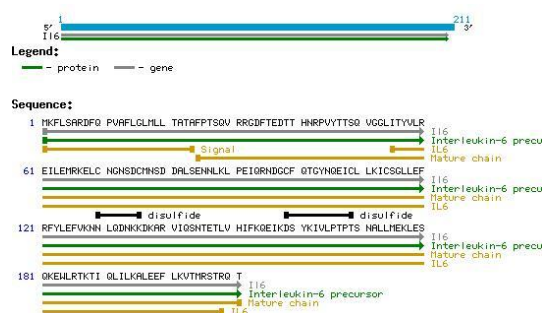 1 211
5′ 3′
Il6
Legend:
- protein - gene
Sequence:
1 MKFLSARDFQ PVAFLGLMLL TATAFPTSQV RRGDFTEDTT HNRPVYTTSQ VGGLITYVLR
Il6
Interleukin-6 precu
Signal IL6
Mature chain
61 EILEMRKELC NGNSDCMNSD DALSENNLKL PEIQRNDGCF QTGYNQEICL LKICSGLLEF
Il6
Interleukin-6 precu
Mature chain
IL6
disulfide disulfide
121 RFYLEFVKNN LQDNKKDKAR VIQSNTETLV HIFKQEIKDS YKIVLPTPTS NALLMEKLES
Il6
Interleukin-6 precu
Mature chain
IL6
181 QKEWLRTKTI QLILKALEEF LKVTMRSTRQ T
Il6
Interleukin-6 precursor
Mature chain
IL6